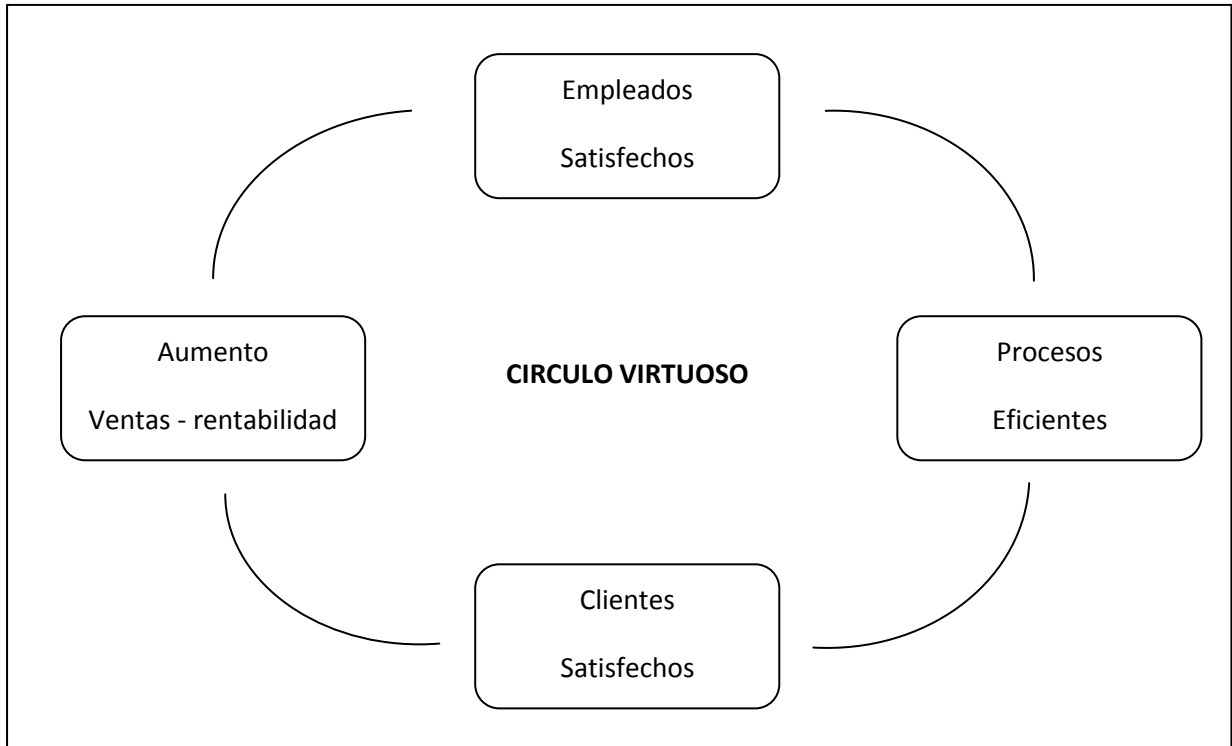 Empleados
Satisfechos
Aumento
Ventas - rentabilidad
CIRCULO VIRTUOSO
Procesos
Eficientes
Clientes
Satisfechos